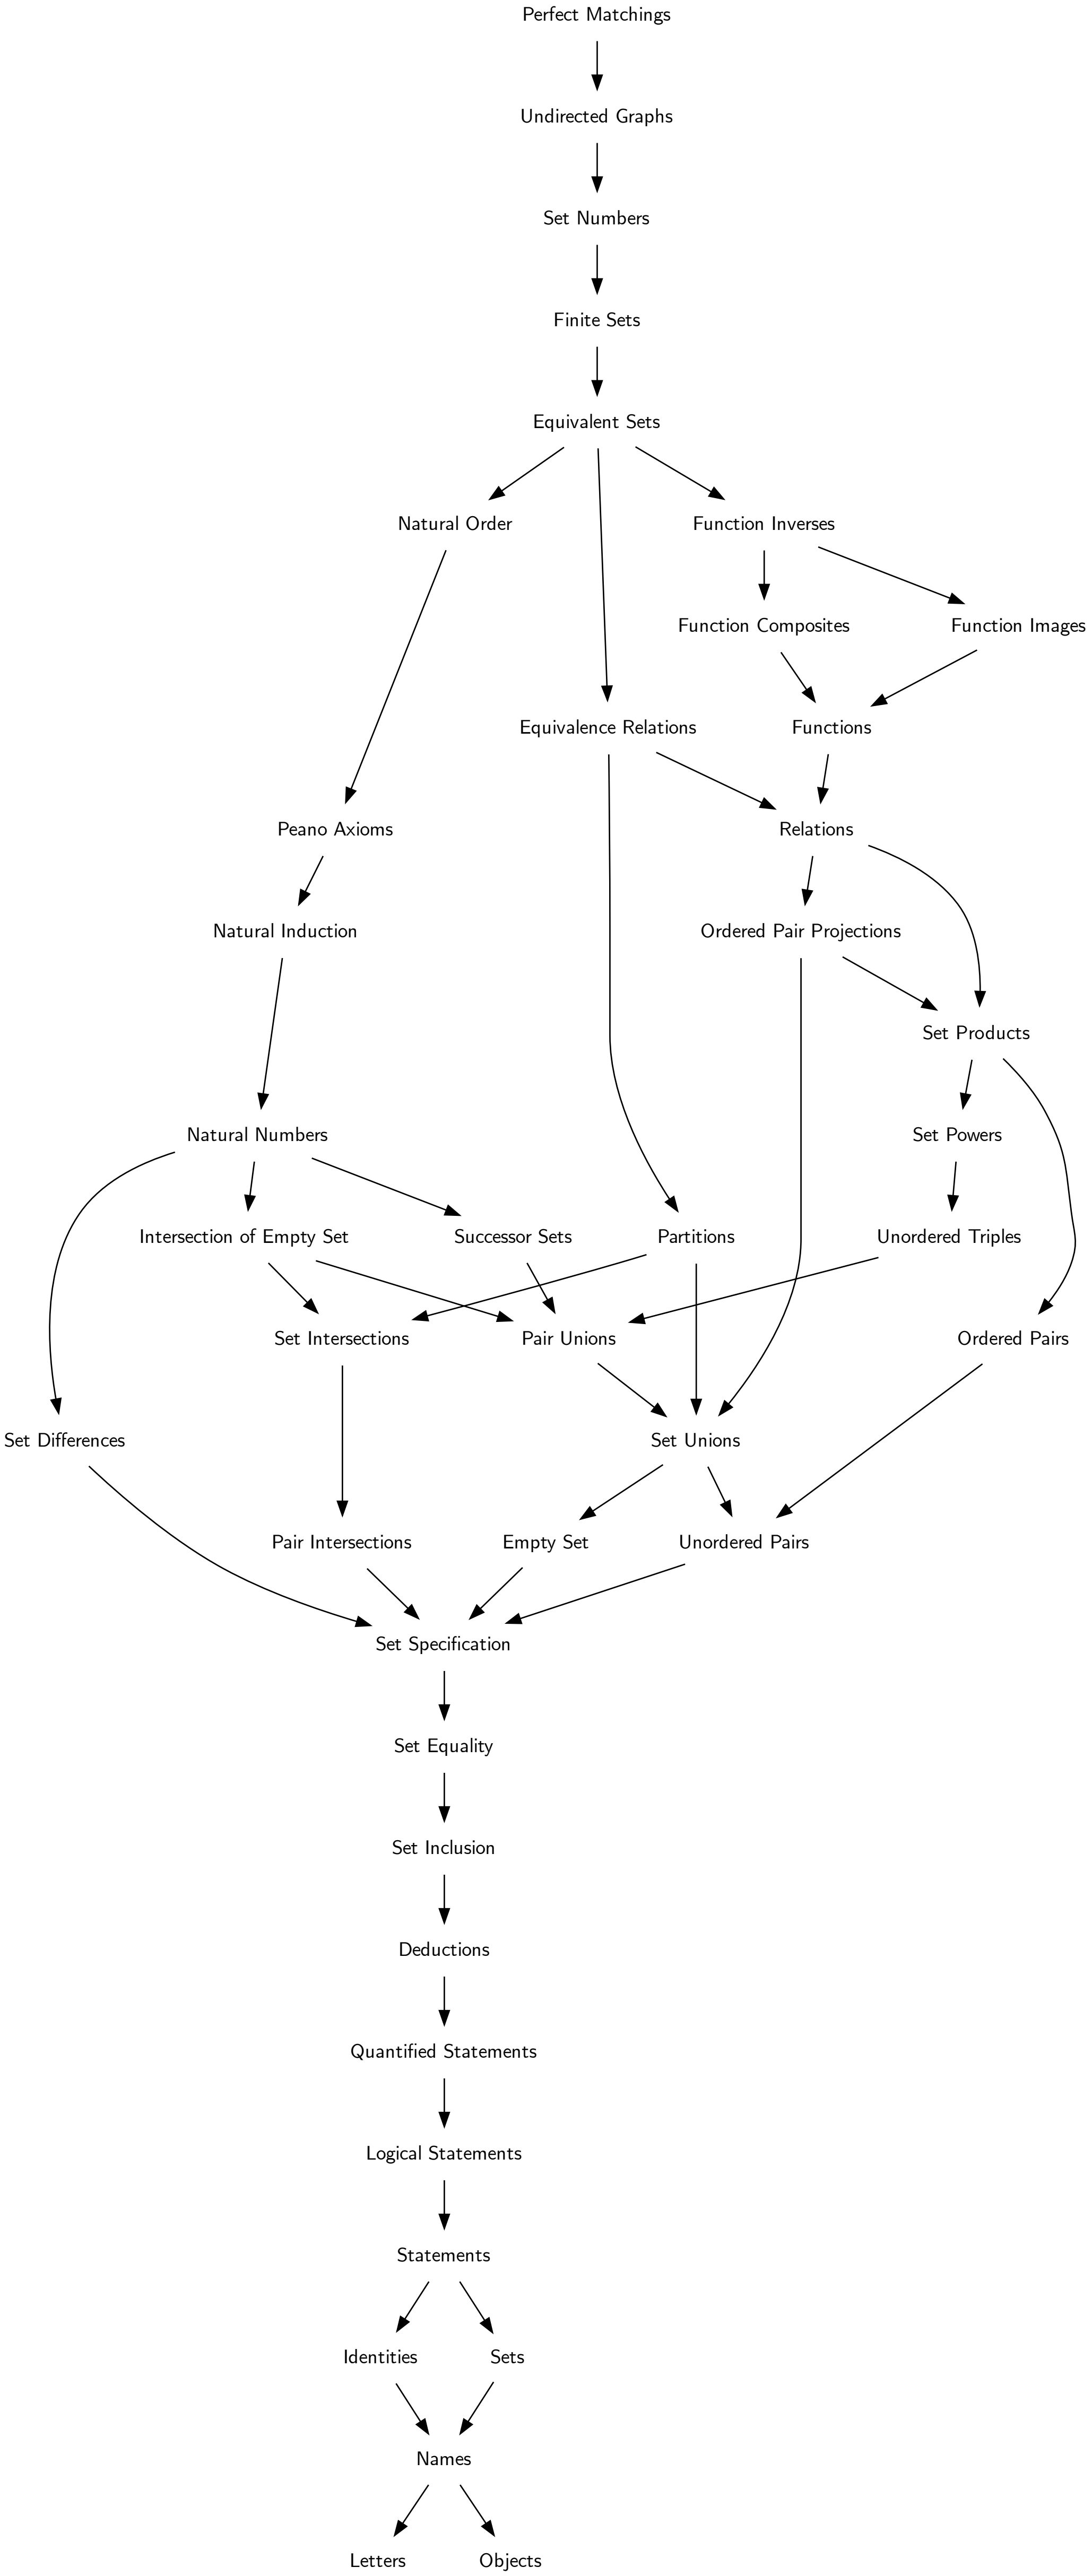 Perfect Matchings
Undirected Graphs
Set Numbers
Finite Sets
Equivalent Sets
Natural Order
Function Inverses
Function Composites
Function Images
Equivalence Relations
Functions
Peano Axioms
Relations
Natural Induction
Ordered Pair Projections
Set Products
Natural Numbers
Set Powers
Intersection of Empty Set
Successor Sets
Partitions
Unordered Triples
Set Intersections
Pair Unions
Ordered Pairs
Set Differences
Set Unions
Pair Intersections
Empty Set
Unordered Pairs
Set Specification
Set Equality
Set Inclusion
Deductions
Quantified Statements
Logical Statements
Statements
Identities
Sets
Names
Letters
Objects